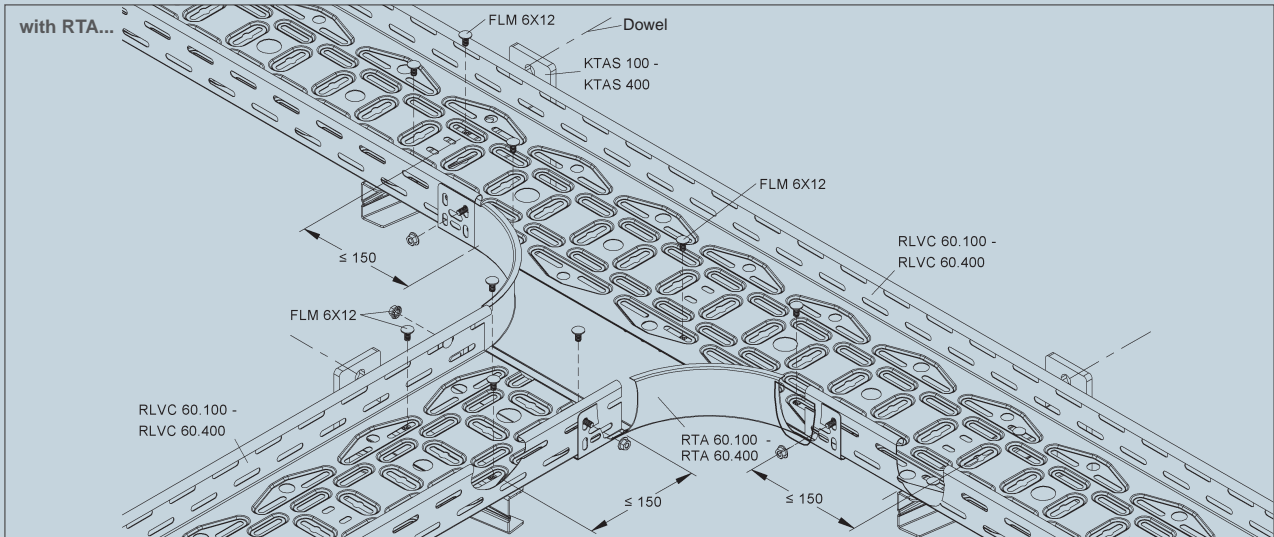 with RTA...
FLM 6X12
Dowel
KTAS 100 -
KTAS 400
FLM 6X12
RLVC 60.100 -
RLVC 60.400
≤ 150
FLM 6X12
RLVC 60.100 -
RLVC 60.400
RTA 60.100 -
RTA 60.400
≤ 150
≤ 150